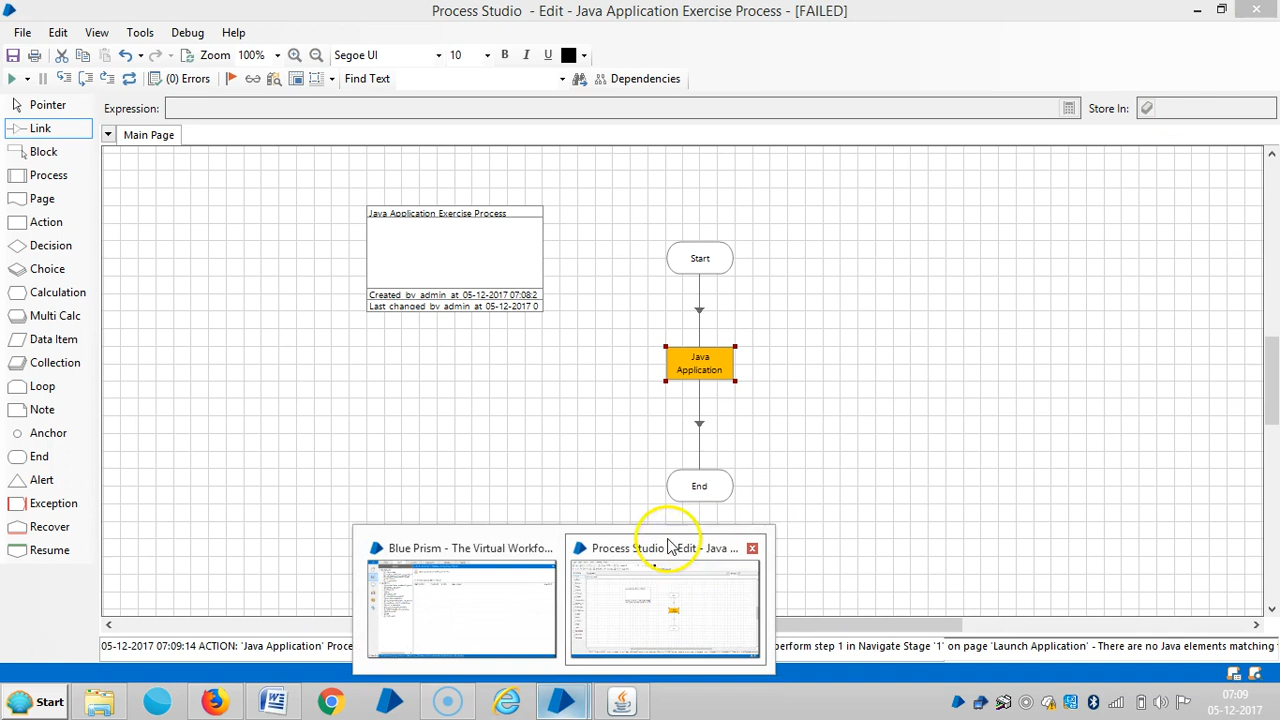 Process Studio - Edit - Java Application Exercise Process - [FAILED]
File Edit View Tools Debug Help
Zoom 100% Segoe UI 10 B I U
(0) Errors Find Text Dependencies
Expression: Store In:
Pointer
Link
Block
Process
Page
Action
Decision
Choice
Calculation
Multi Calc
Data Item
Collection
Loop
Note
Anchor
End
Alert
Exception
Recover
Resume
Main Page
Java Application Exercise Process
Created by admin at 05-12-2017 07:08:2
Last changed by admin at 05-12-2017 0
Start
Java
Application
End
Blue Prism - The Virtual Workfo...
Process Studio - Edit - Java ...
05-12-2017 07:09:14 ACTION: 'Java Application' Proce
perform step 1 in Navigate Stage '1' on page 'Launch Application' - There are no Java elements matching
Start
07:09
05-12-2017